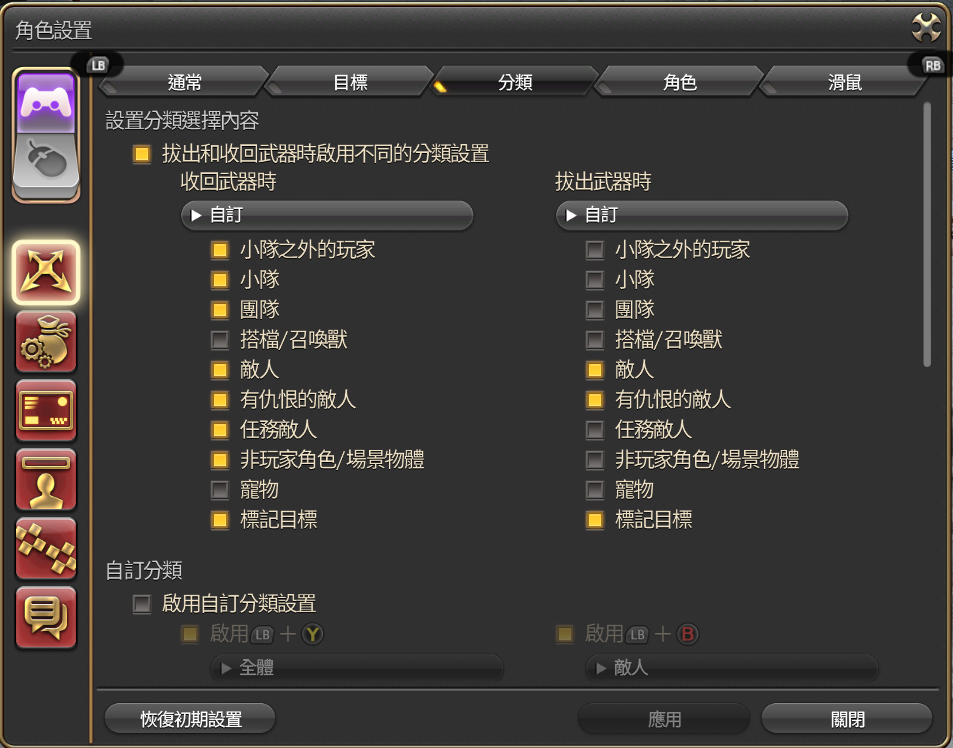 角色設置
LB
RB
通常
目標
分類
角色
滑鼠
設置分類選擇內容
拔出和收回武器時啟用不同的分類設置
收回武器時
拔出武器時
自訂
自訂
小隊之外的玩家
小隊之外的玩家
小隊
小隊
團隊
團隊
搭檔/召喚獸
搭檔/召喚獸
敵人
敵人
有仇恨的敵人
有仇恨的敵人
任務敵人
任務敵人
非玩家角色/場景物體
非玩家角色/場景物體
寵物
寵物
標記目標
標記目標
自訂分類
啟用自訂分類設置
啟用LB+Y
啟用LB+B
全體
敵人
恢復初期設置
應用
關閉